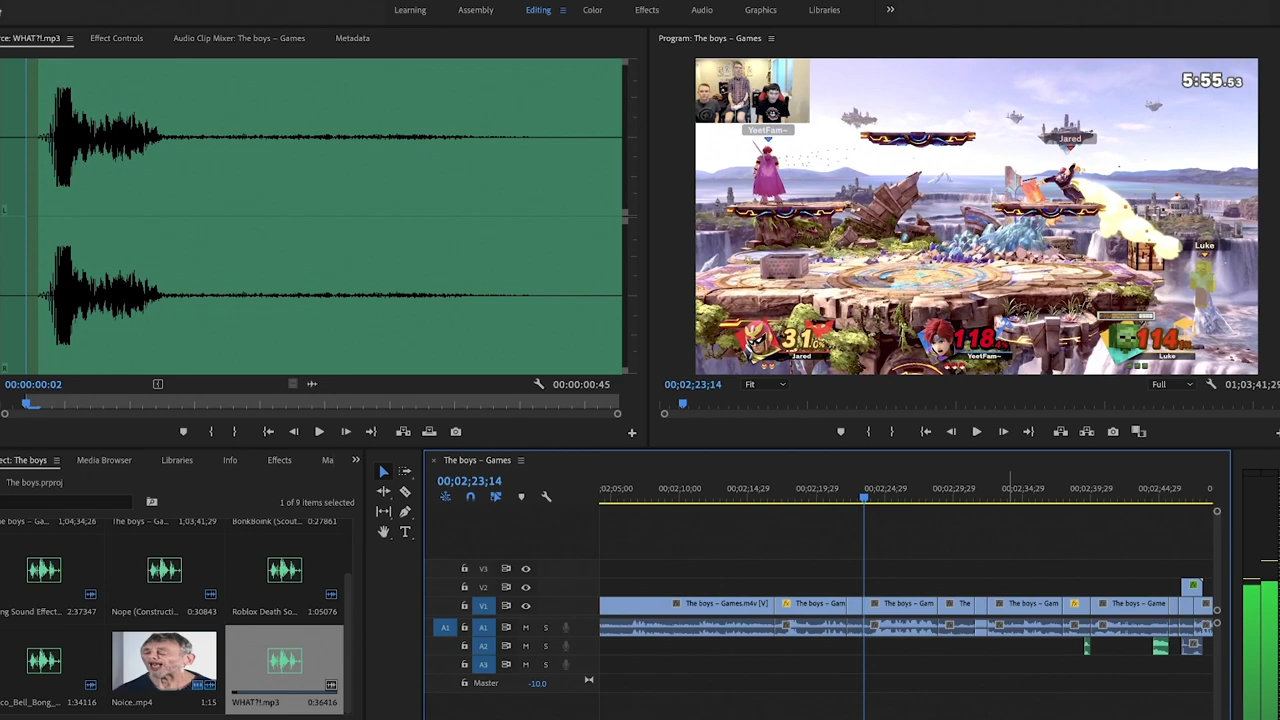 Learning Assembly Editing Color Effects Audio Graphics Libraries
ce: WHAT?!.mp3 Effect Controls Audio Clip Mixer: The boys – Games Metadata
Program: The boys – Games
5:55.53
YeetFam~
Jared
Luke
L
R
31
Jared
118
YeetFam~
114
Luke
00:00:00:02 00:00:00:45
00;02;23;14 Fit Full 01;03;41;29
ect: The boys Media Browser Libraries Info Effects Ma
The boys.prproj
1 of 9 items selected
he boys – Ga... 1;04;34;26 The boys – Ga... 1;03;41;29 BonkBoink (Scout... 0:27861
ng Sound Effect... 2:37347 Nope (Constructi... 0:30843 Roblox Death So... 1:05076
co_Bell_Bong_... 1:34116 Noice.mp4 1:15 WHAT?!.mp3 0:36416
The boys – Games
00;02;23;14
;02;05;00 00;02;10;00 00;02;14;29 00;02;19;29 00;02;24;29 00;02;29;29 00;02;34;29 00;02;39;29 00;02;44;29 0
V3
V2
V1 The boys – Games.m4v [V] The boys – Gam The boys – Gam The The boys – Gam The boys – Game
A1 A1 M S
A2 M S
A3 M S
Master -10.0